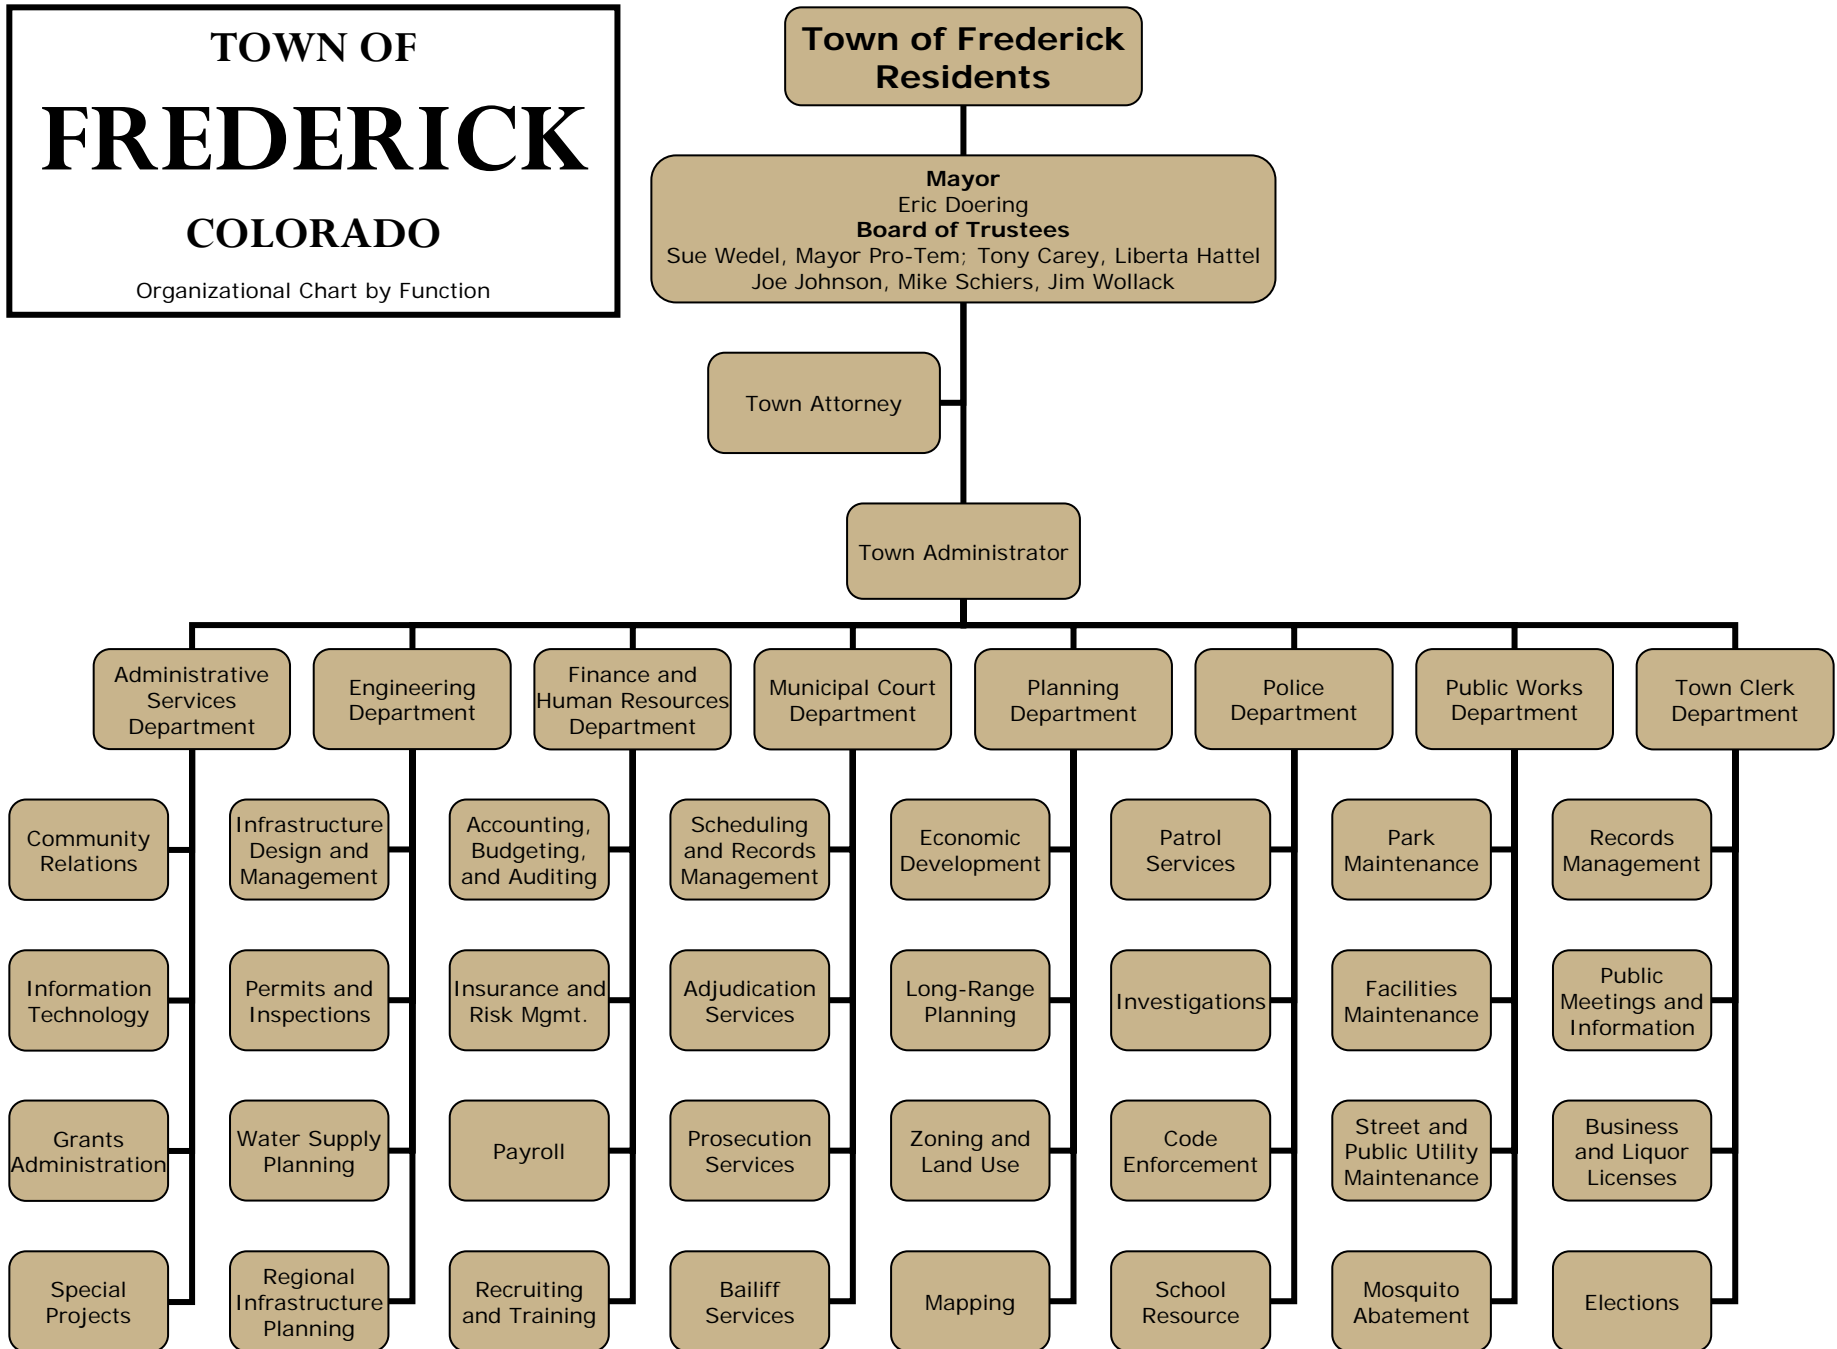 TOWN OF
FREDERICK
COLORADO
Organizational Chart by Function
Town of Frederick
Residents
Mayor
Eric Doering
Board of Trustees
Sue Wedel, Mayor Pro-Tem; Tony Carey, Liberta Hattel
Joe Johnson, Mike Schiers, Jim Wollack
Town Attorney
Town Administrator
Administrative
Services
Department
Engineering
Department
Finance and
Human Resources
Department
Municipal Court
Department
Planning
Department
Police
Department
Public Works
Department
Town Clerk
Department
Community
Relations
Infrastructure
Design and
Management
Accounting,
Budgeting,
and Auditing
Scheduling
and Records
Management
Economic
Development
Patrol
Services
Park
Maintenance
Records
Management
Information
Technology
Permits and
Inspections
Insurance and
Risk Mgmt.
Adjudication
Services
Long-Range
Planning
Investigations
Facilities
Maintenance
Public
Meetings and
Information
Grants
Administration
Water Supply
Planning
Payroll
Prosecution
Services
Zoning and
Land Use
Code
Enforcement
Street and
Public Utility
Maintenance
Business
and Liquor
Licenses
Special
Projects
Regional
Infrastructure
Planning
Recruiting
and Training
Bailiff
Services
Mapping
School
Resource
Mosquito
Abatement
Elections